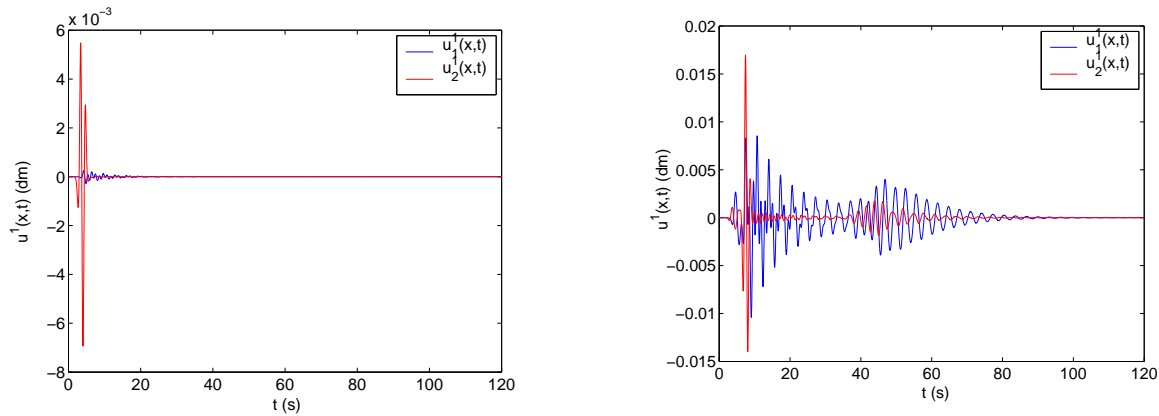 x 10⁻³
6
4
2
0
−2
−4
−6
−8
0 20 40 60 80 100 120
t (s)
u¹(x,t) (dm)
u₁¹(x,t)
u₂¹(x,t)
0.02
0.015
0.01
0.005
0
−0.005
−0.01
−0.015
0 20 40 60 80 100 120
t (s)
u¹(x,t) (dm)
u₁¹(x,t)
u₂¹(x,t)